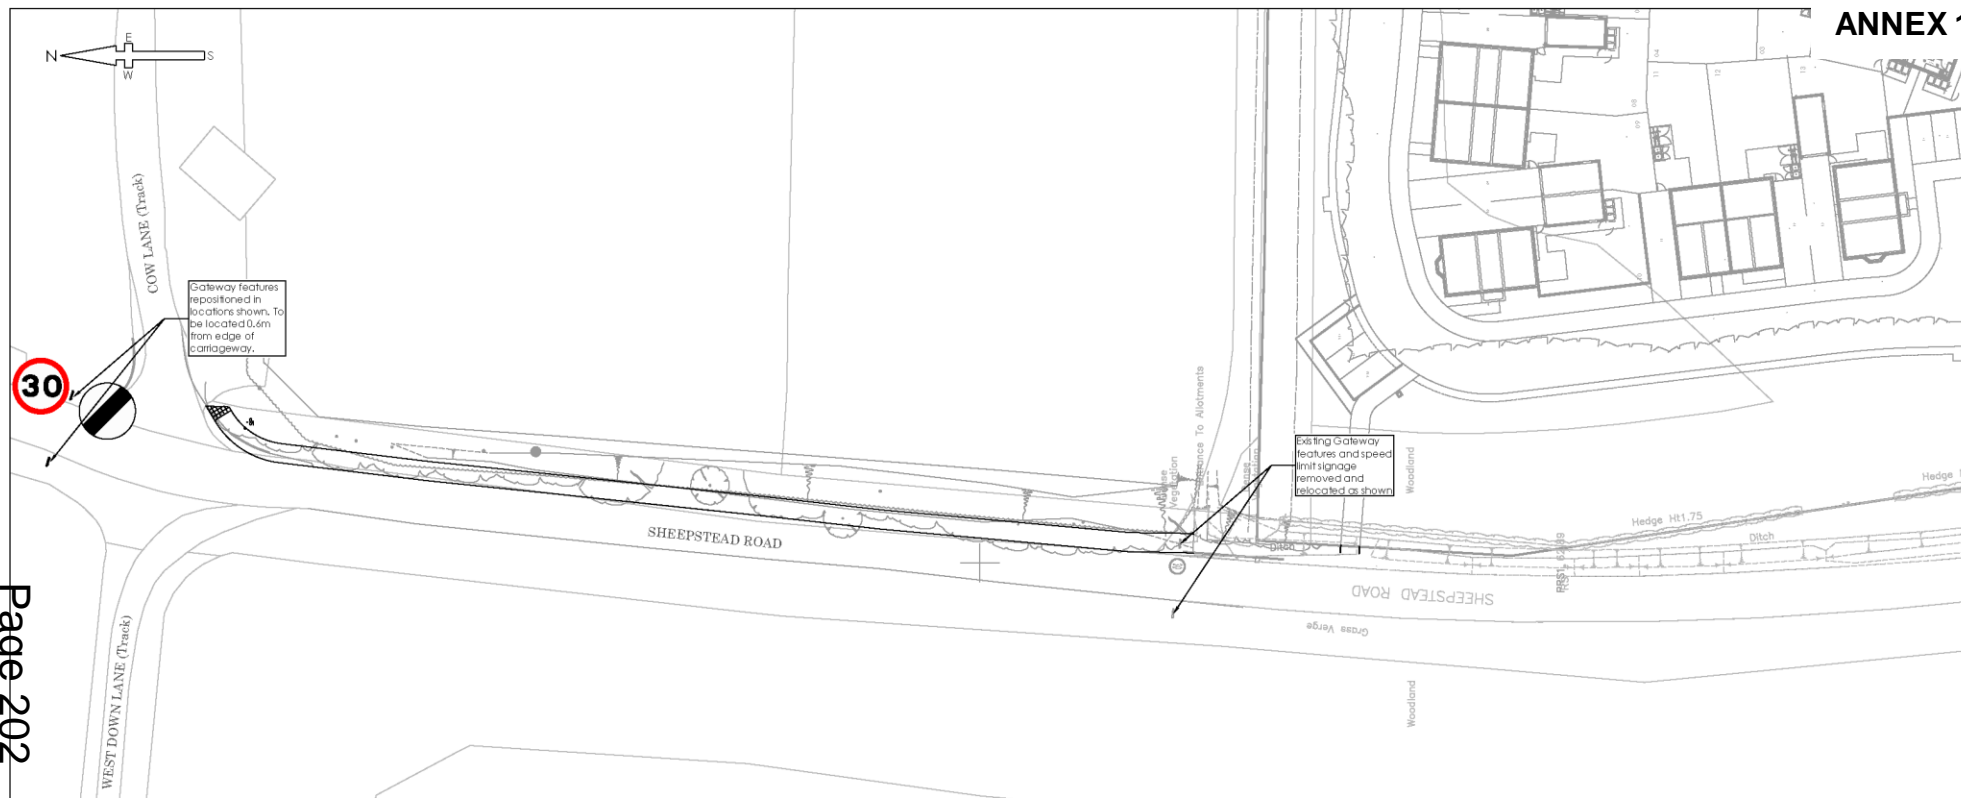 ANNEX 1
N
E
S
W
COW LANE (Track)
Gateway features
repositioned in
locations shown. To
be located 0.6m
from edge of
carriageway.
30
SHEEPSTEAD ROAD
WEST DOWN LANE (Track)
Entrance To Allotments
Dense
Vegetation
Existing Gateway
features and speed
limit signage
removed and
relocated as shown
Woodland
Hedge
Hedge Ht1.75
Ditch
Ditch
SHEEPSTEAD ROAD
Grass Verge
Woodland
Page 202